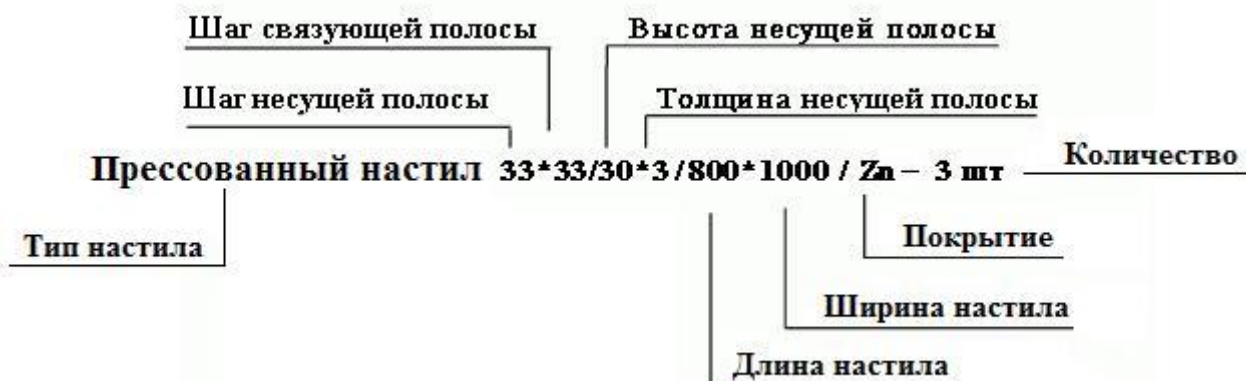 Шаг связующей полосы Высота несущей полосы
Шаг несущей полосы Толщина несущей полосы
Прессованный настил 33*33/30*3/800*1000 / Zn – 3 шт Количество
Тип настила Покрытие
Ширина настила
Длина настила